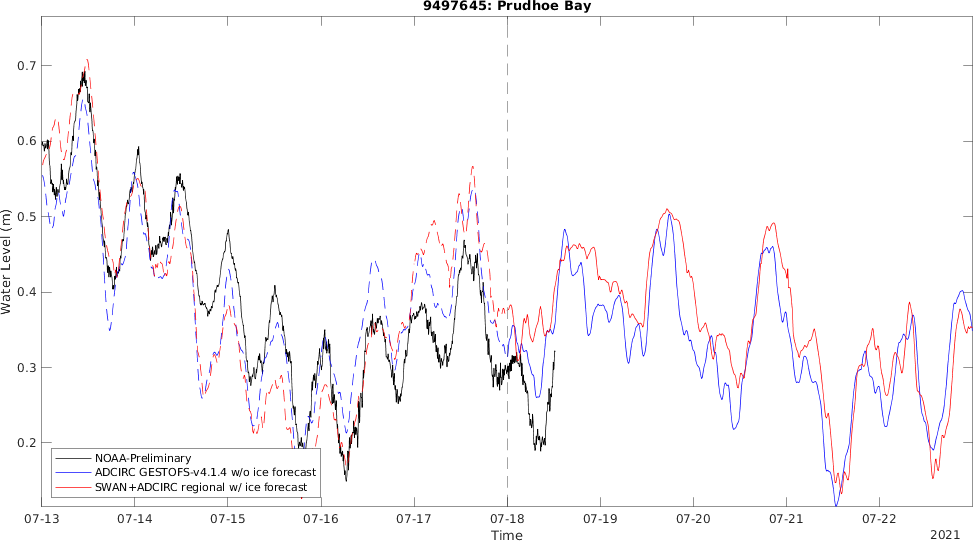 9497645: Prudhoe Bay
Water Level (m)
0.7
0.6
0.5
0.4
0.3
0.2
NOAA-Preliminary
ADCIRC GESTOFS-v4.1.4 w/o ice forecast
SWAN+ADCIRC regional w/ ice forecast
07-13 07-14 07-15 07-16 07-17 07-18 07-19 07-20 07-21 07-22
Time
2021